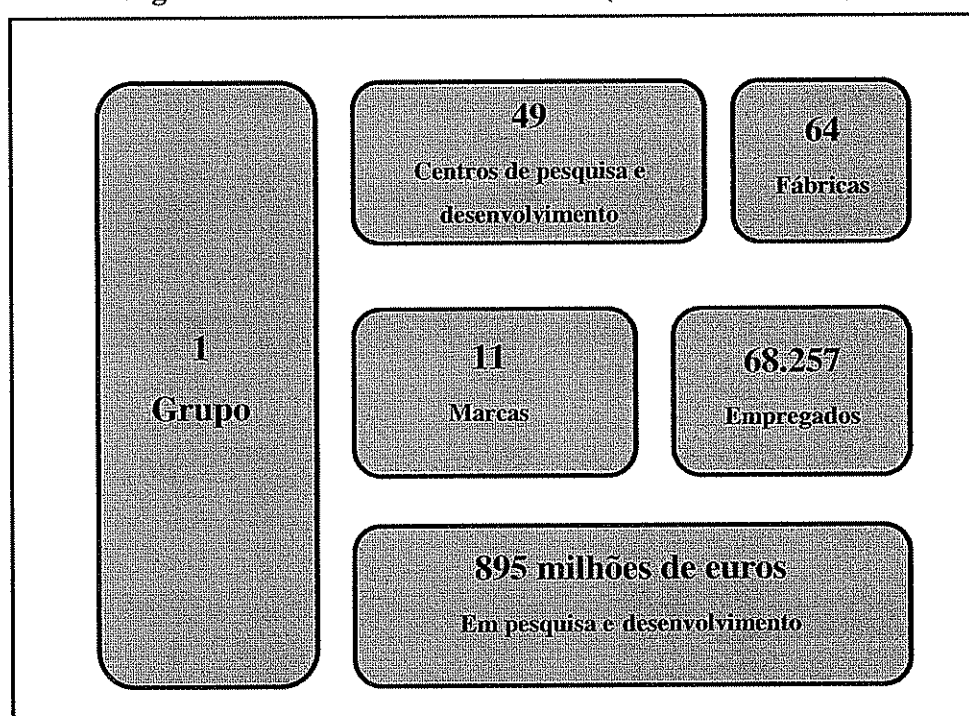 1
Grupo
49
Centros de pesquisa e
desenvolvimento
64
Fábricas
11
Marcas
68.257
Empregados
895 milhões de euros
Em pesquisa e desenvolvimento